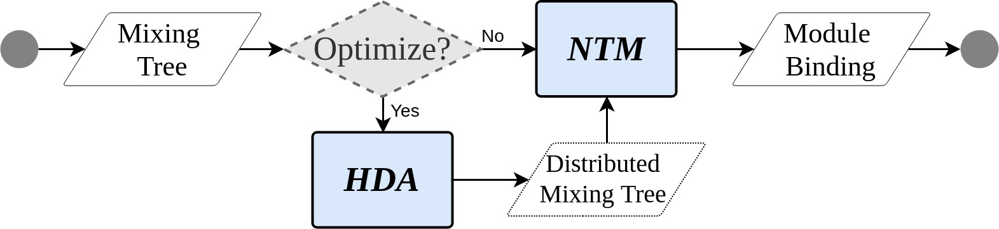 Mixing
Tree
Optimize?
No
Yes
NTM
Module
Binding
HDA
Distributed
Mixing Tree